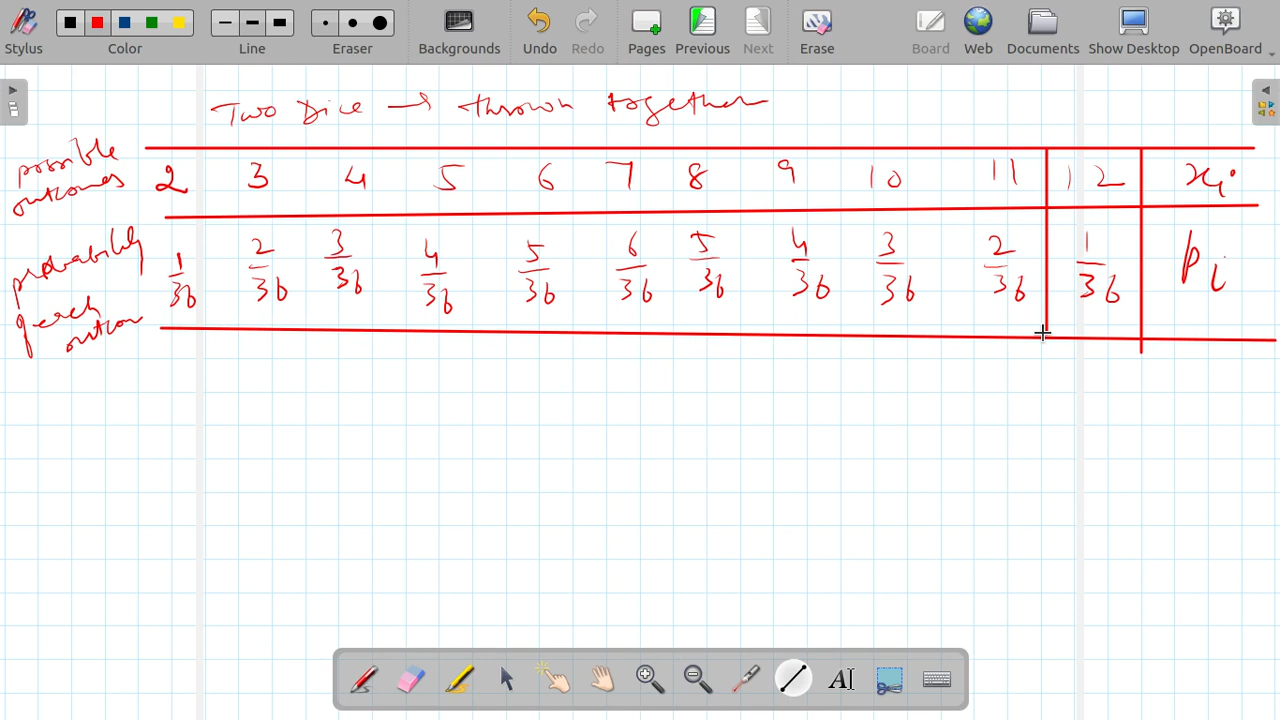 Stylus Color Line Eraser Backgrounds Undo Redo Pages Previous Next Erase Board Web Documents Show Desktop OpenBoard
Two Dice → thrown together
possible outcomes
2 3 4 5 6 7 8 9 10 11 12 xi
probability
1/36 2/36 3/36 4/36 5/36 6/36 5/36 4/36 3/36 2/36 1/36 Pi
of each
outcom